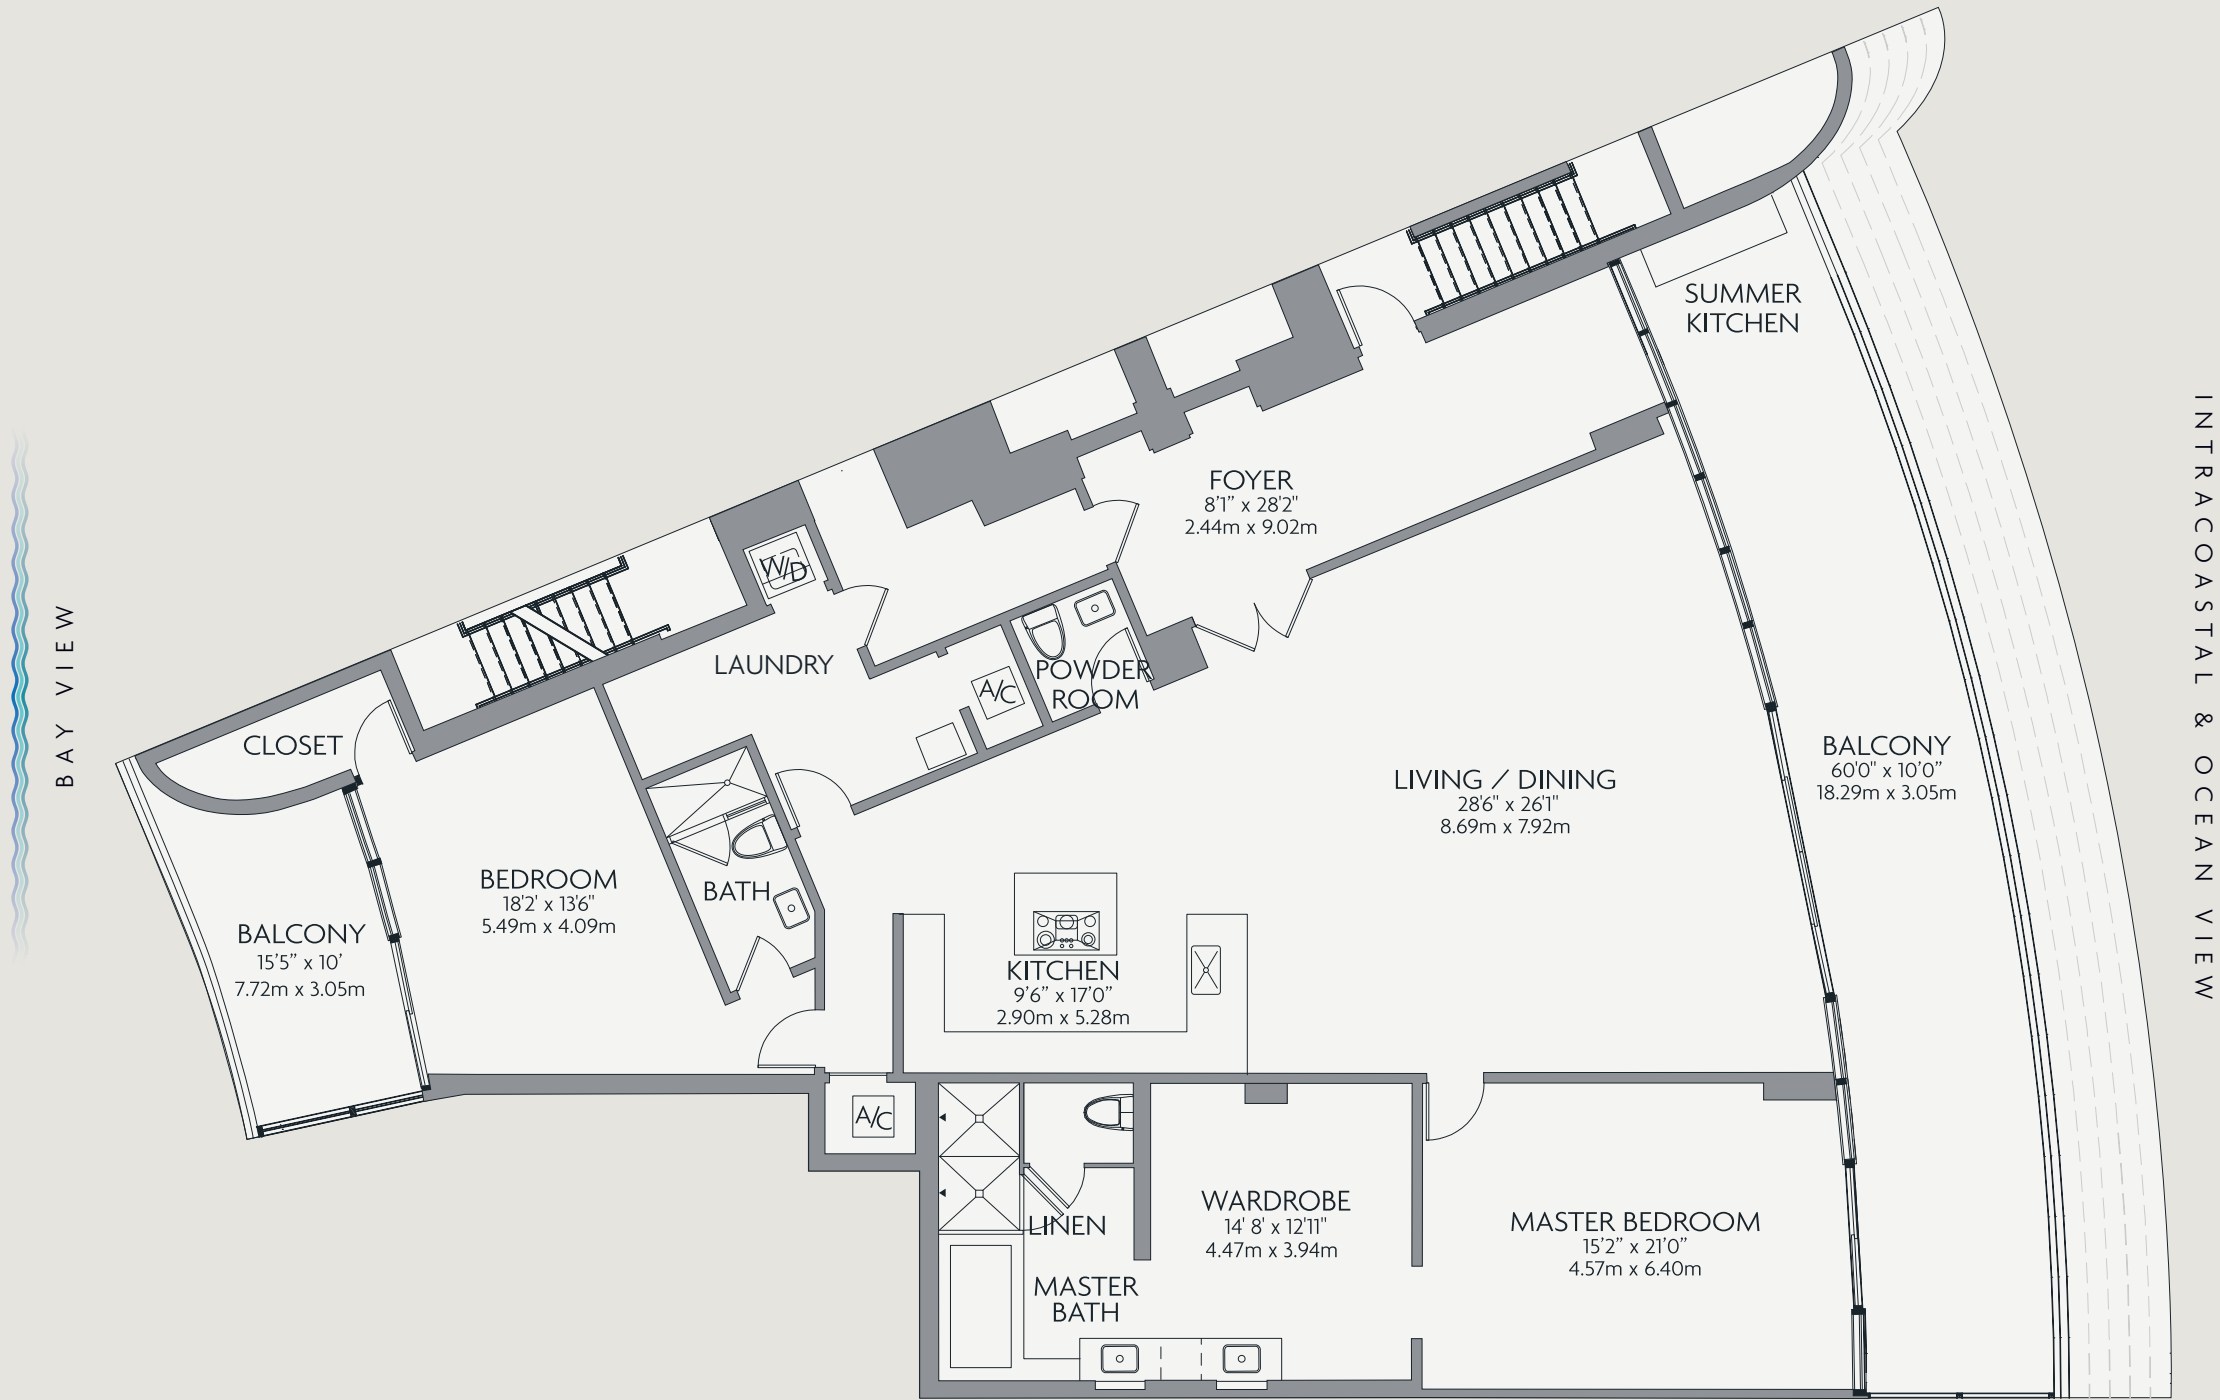 BAY VIEW
CLOSET
BALCONY
15'5” x 10’
7.72m x 3.05m
BEDROOM
18'2' x 13'6"
5.49m x 4.09m
W/D
LAUNDRY
A/C
POWDER
ROOM
BATH
FOYER
8'1” x 28'2"
2.44m x 9.02m
SUMMER
KITCHEN
LIVING / DINING
28'6" x 26'1"
8.69m x 7.92m
BALCONY
60'0" x 10'0”
18.29m x 3.05m
KITCHEN
9'6” x 17'0”
2.90m x 5.28m
A/C
LINEN
MASTER
BATH
WARDROBE
14' 8' x 12'11"
4.47m x 3.94m
MASTER BEDROOM
15'2” x 21'0”
4.57m x 6.40m
INTRACOASTAL & OCEAN VIEW